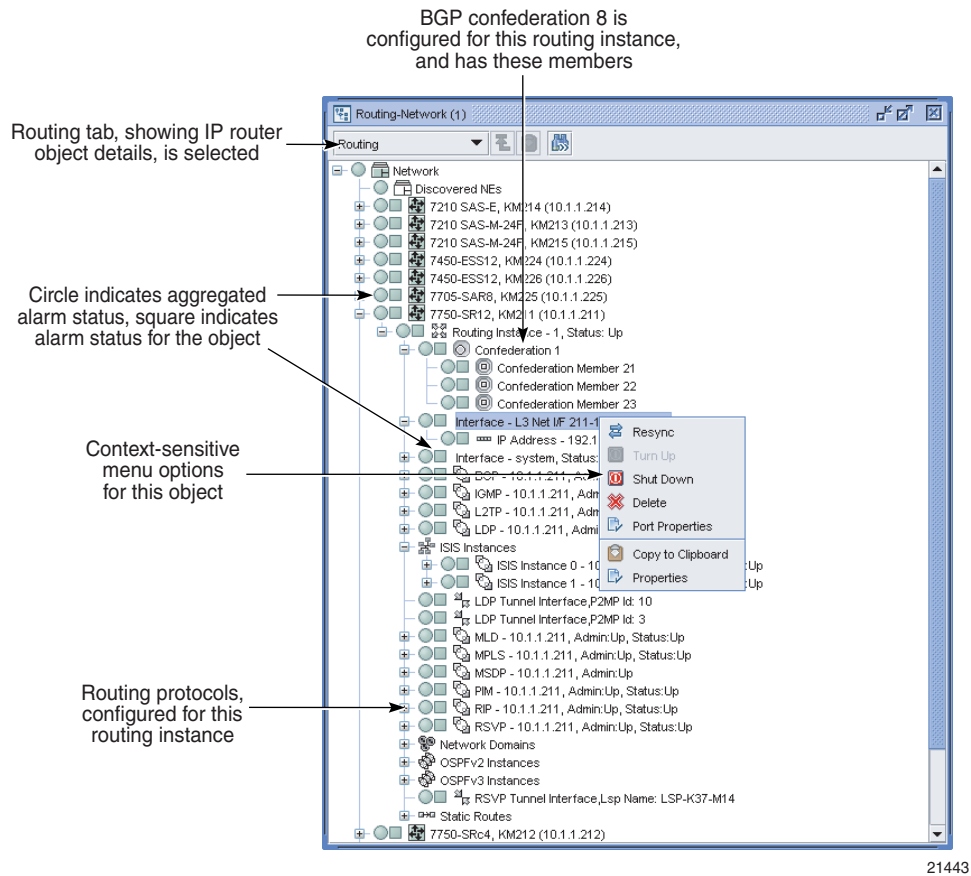 BGP confederation 8 is
configured for this routing instance,
and has these members
Routing tab, showing IP router
object details, is selected
Circle indicates aggregated
alarm status, square indicates
alarm status for the object
Context-sensitive
menu options
for this object
Routing protocols,
configured for this
routing instance
Routing-Network (1)
Routing
Network
Discovered NEs
7210 SAS-E, KM214 (10.1.1.214)
7210 SAS-M-24F, KM213 (10.1.1.213)
7210 SAS-M-24F, KM215 (10.1.1.215)
7450-ESS12, KM224 (10.1.1.224)
7450-ESS12, KM226 (10.1.1.226)
7705-SAR8, KM225 (10.1.1.225)
7750-SR12, KM211 (10.1.1.211)
Routing Instance - 1, Status: Up
Confederation 1
Confederation Member 21
Confederation Member 22
Confederation Member 23
Interface - L3 Net I/F 211-1
IP Address - 192.1
Interface - system, Status:
BGP - 10.1.1.211, Adm
IGMP - 10.1.1.211, Adm
L2TP - 10.1.1.211, Adm
LDP - 10.1.1.211, Admi
ISIS Instances
ISIS Instance 0 - 10 :Up
ISIS Instance 1 - 10 :Up
LDP Tunnel Interface,P2MP Id: 10
LDP Tunnel Interface,P2MP Id: 3
MLD - 10.1.1.211, Admin:Up, Status:Up
MPLS - 10.1.1.211, Admin:Up, Status:Up
MSDP - 10.1.1.211, Admin:Up
PIM - 10.1.1.211, Admin:Up, Status:Up
RIP - 10.1.1.211, Admin:Up, Status:Up
RSVP - 10.1.1.211, Admin:Up, Status:Up
Network Domains
OSPFv2 Instances
OSPFv3 Instances
RSVP Tunnel Interface,Lsp Name: LSP-K37-M14
Static Routes
7750-SRc4, KM212 (10.1.1.212)
Resync
Turn Up
Shut Down
Delete
Port Properties
Copy to Clipboard
Properties
21443